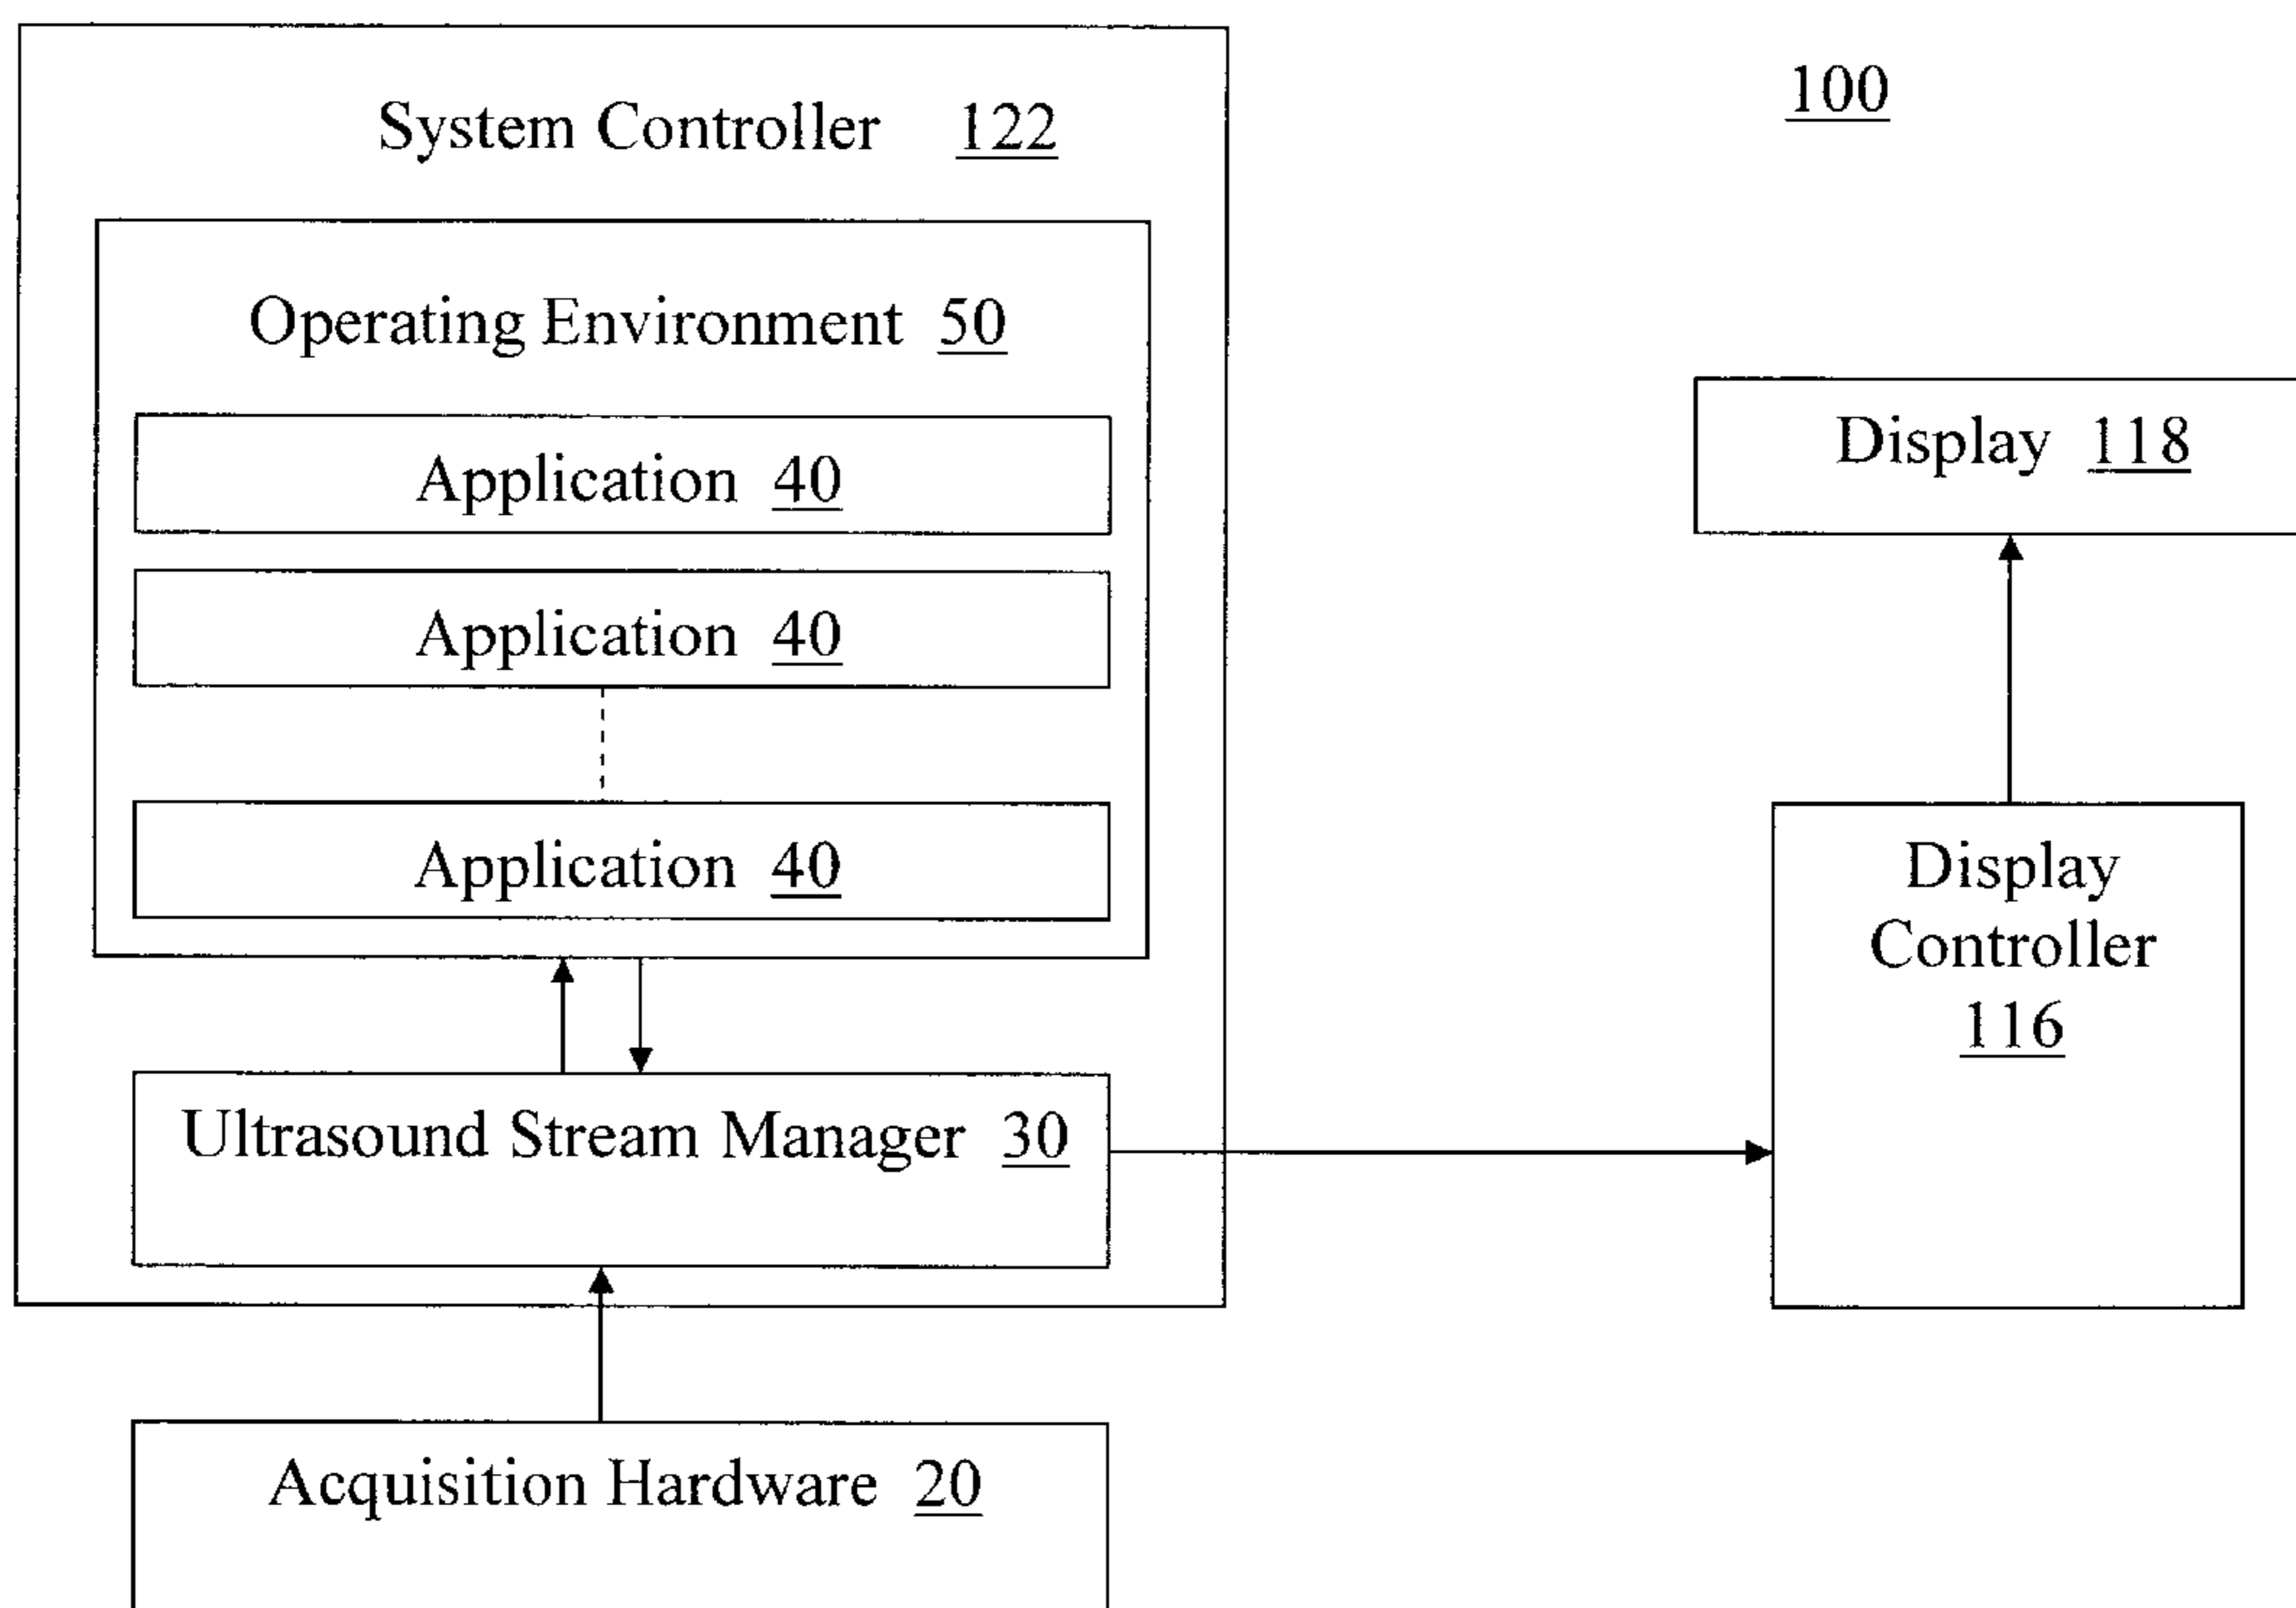 100
System Controller 122
Operating Environment 50
Application 40
Application 40
Application 40
Ultrasound Stream Manager 30
Acquisition Hardware 20
Display 118
Display
Controller
116